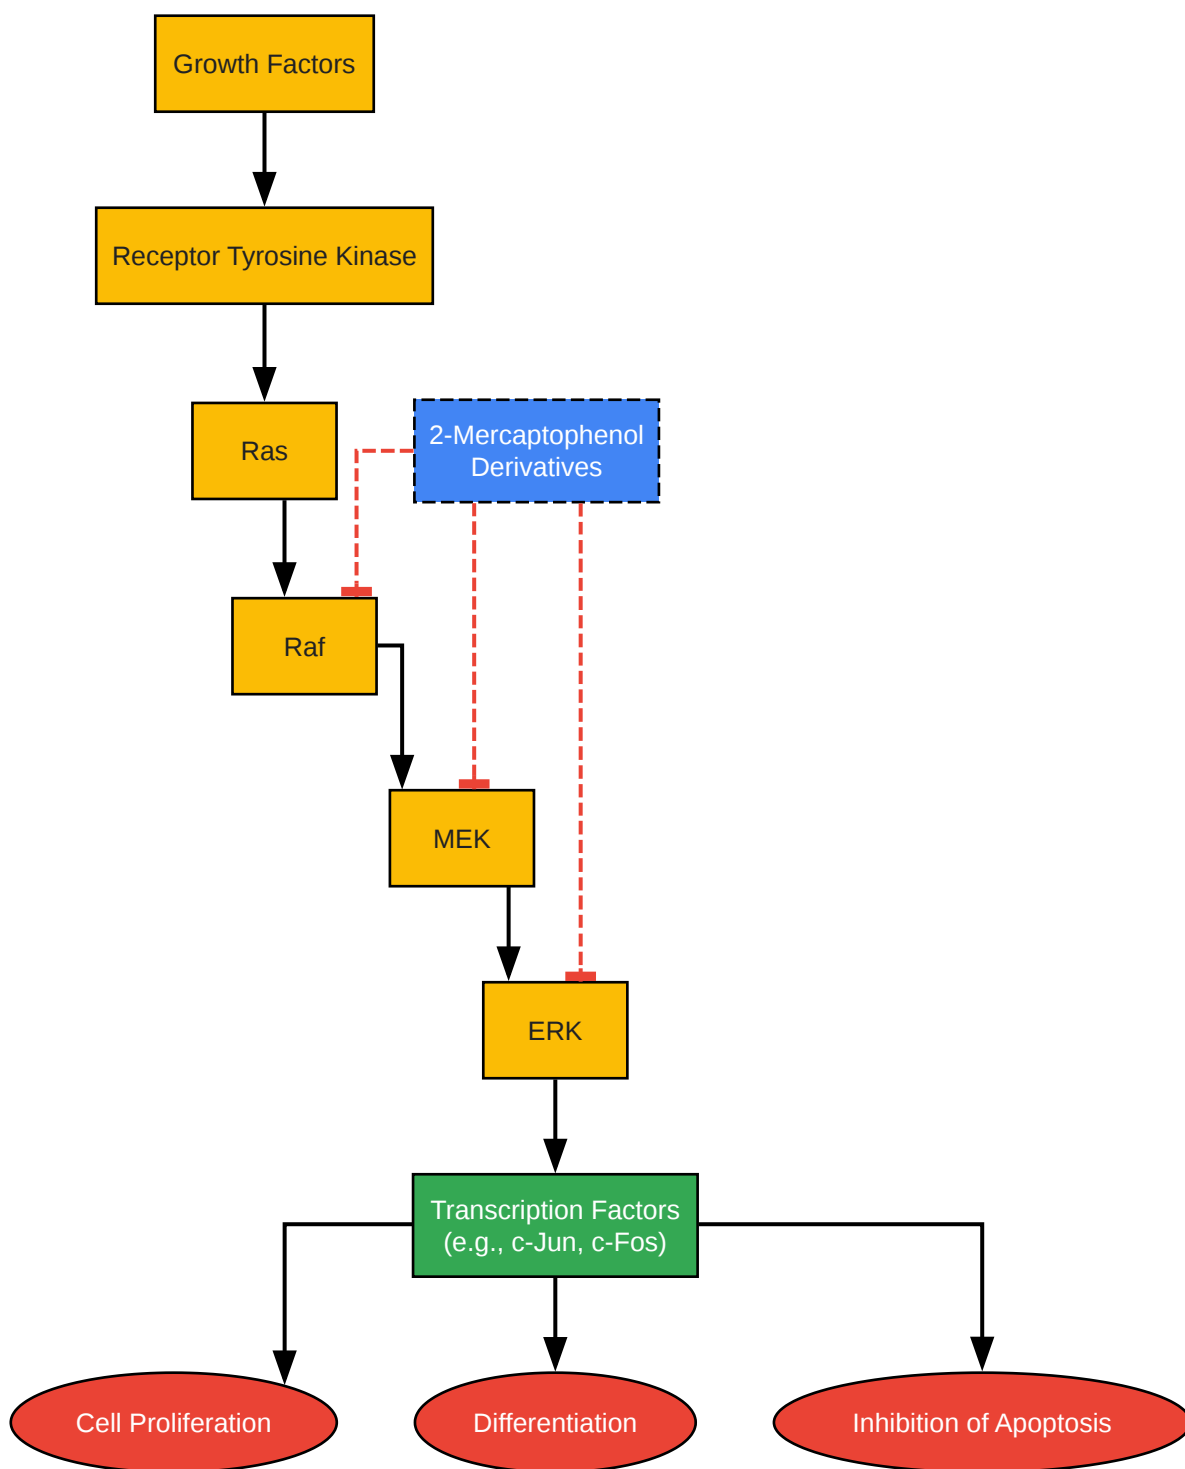 Growth Factors
Receptor Tyrosine Kinase
Ras
2-Mercaptophenol
Derivatives
Raf
MEK
ERK
Transcription Factors
(e.g., c-Jun, c-Fos)
Cell Proliferation
Differentiation
Inhibition of Apoptosis